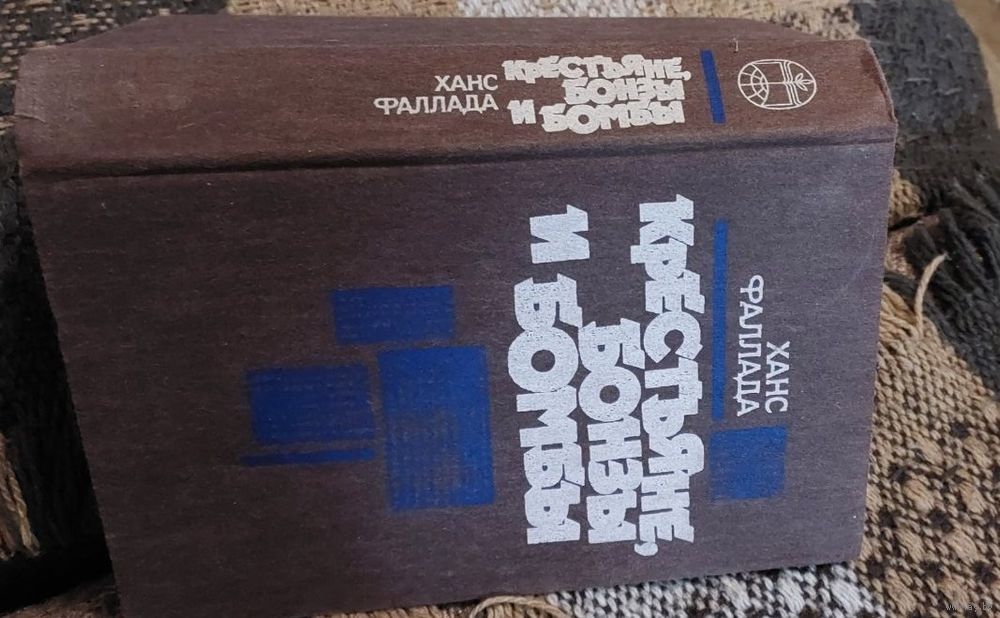 ХАНС
ФАЛЛАДА
КРЕСТЬЯНЕ,
БОНЗЫ
И БОМБЫ
ХАНС
ФАЛЛАДА
КРЕСТЬЯНЕ,
БОНЗЫ
И БОМБЫ